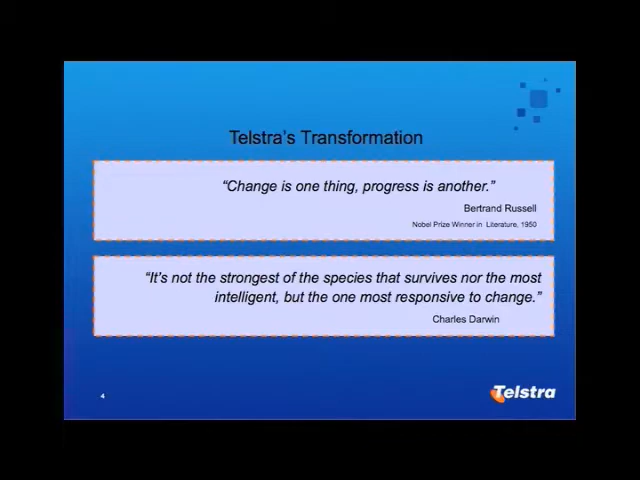 Telstra's Transformation
“Change is one thing, progress is another.”
Bertrand Russell
Nobel Prize Winner in Literature, 1950
“It's not the strongest of the species that survives nor the most
intelligent, but the one most responsive to change.”
Charles Darwin
4
Telstra